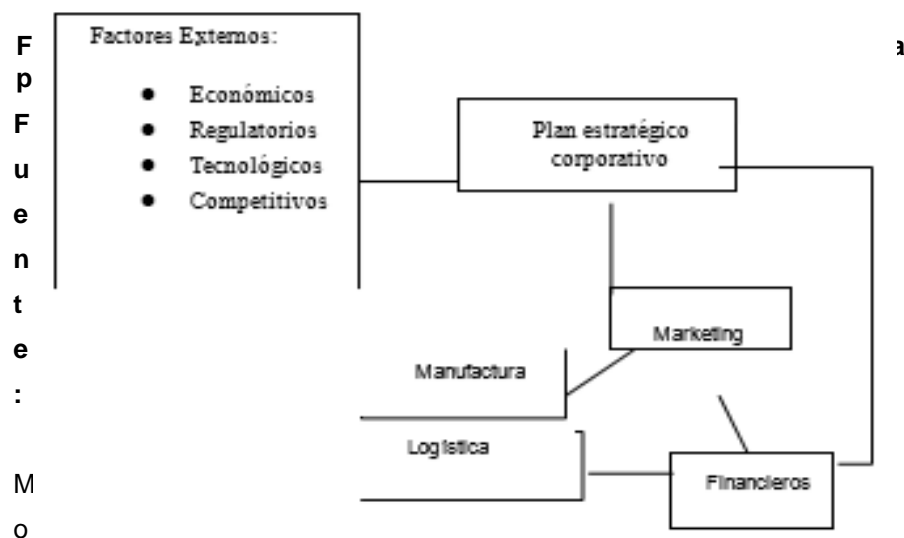 Factores Externos:
Económicos
Regulatorios
Tecnológicos
Competitivos
Plan estratégico
corporativo
Marketing
Manufactura
Logística
Financieros
F
p
F
u
e
n
t
e
:
M
o
a